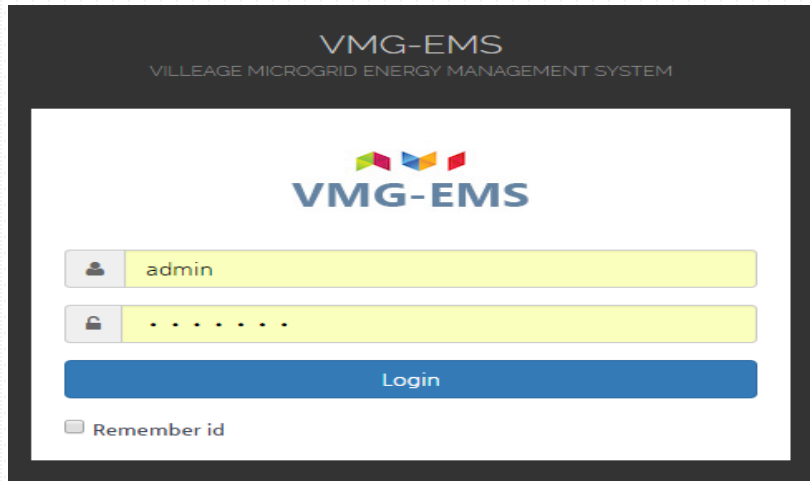 VMG-EMS
VILLEAGE MICROGRID ENERGY MANAGEMENT SYSTEM
VMG-EMS
admin
• • • • • • •
Login
Remember id